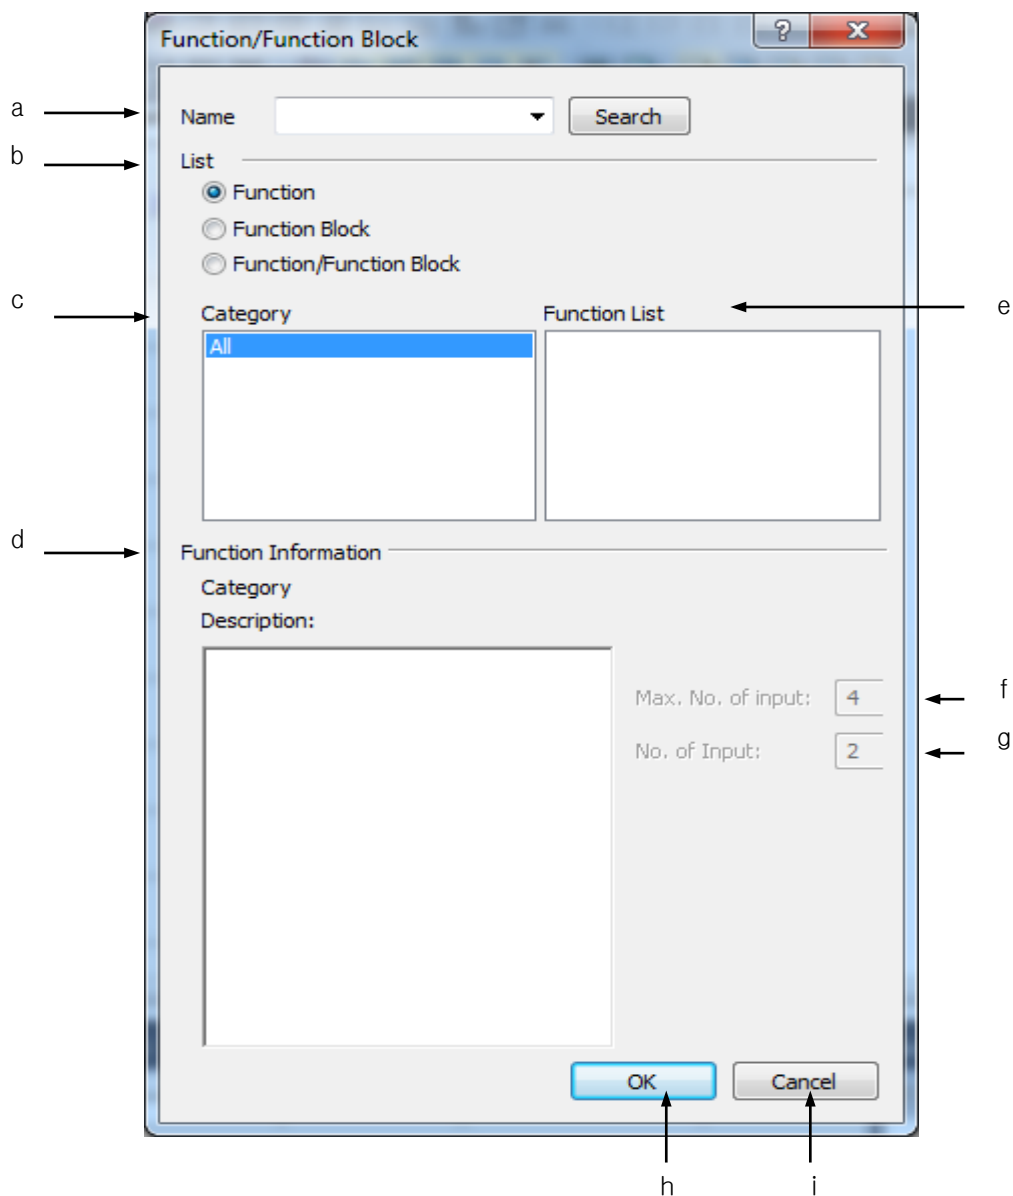 Function/Function Block
?
a
Name
Search
b
List
Function
Function Block
Function/Function Block
c
Category
Function List
e
All
d
Function Information
Category
Description:
Max. No. of input: 4
f
No. of Input: 2
g
OK
Cancel
h
i